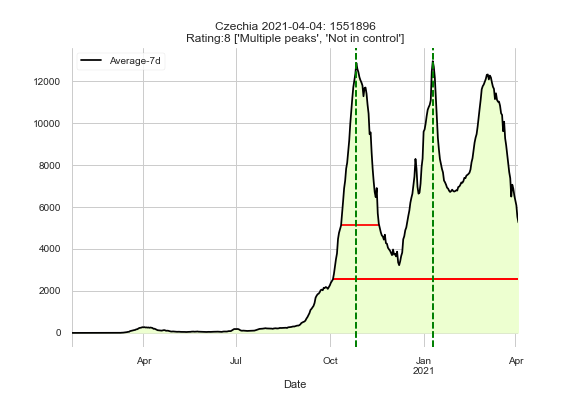 Czechia 2021-04-04: 1551896
Rating:8 ['Multiple peaks', 'Not in control']
Average-7d
12000
10000
8000
6000
4000
2000
0
Apr Jul Oct Jan Apr
2021
Date